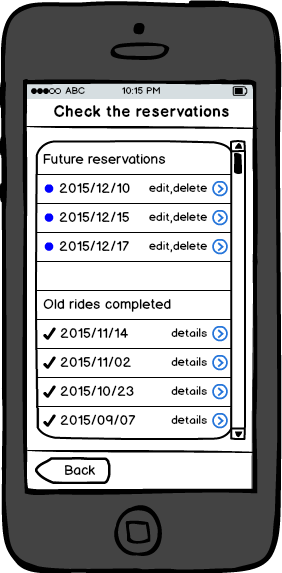 ABC 10:15 PM
Check the reservations
Future reservations
2015/12/10 edit,delete
2015/12/15 edit,delete
2015/12/17 edit,delete
Old rides completed
2015/11/14 details
2015/11/02 details
2015/10/23 details
2015/09/07 details
Back